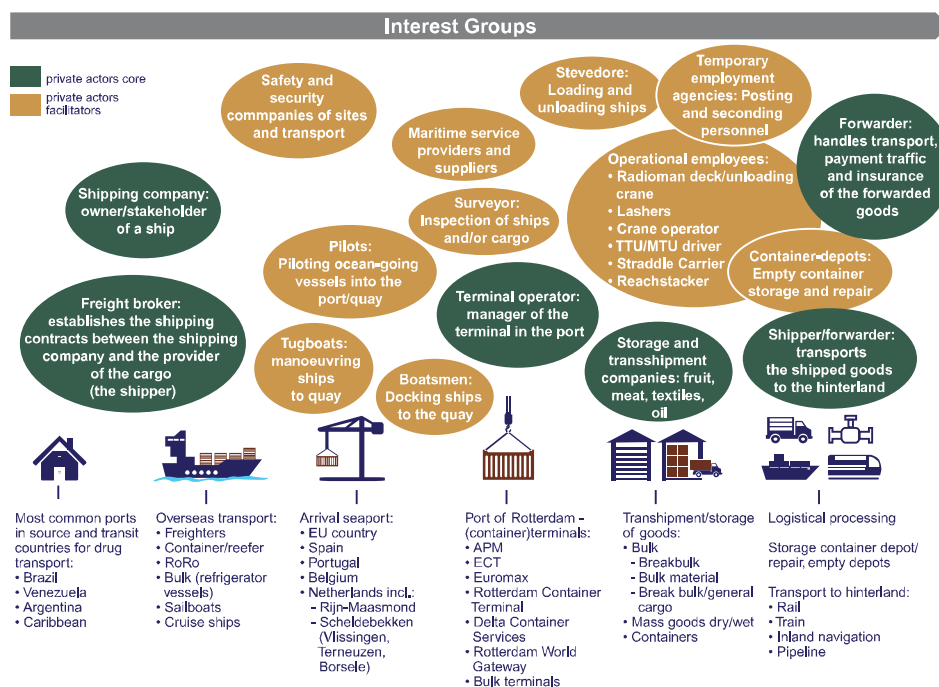 Interest Groups
private actors core
private actors
facilitators
Safety and
security
commpanies of sites
and transport
Stevedore:
Loading and
unloading ships
Temporary
employment
agencies: Posting
and seconding
personnel
Maritime service
providers and
suppliers
Forwarder:
handles transport,
payment traffic
and insurance
of the forwarded
goods
Operational employees:
• Radioman deck/unloading
crane
• Lashers
• Crane operator
• TTU/MTU driver
• Straddle Carrier
• Reachstacker
Shipping company:
owner/stakeholder
of a ship
Surveyor:
Inspection of ships
and/or cargo
Pilots:
Piloting ocean-going
vessels into the
port/quay
Container-depots:
Empty container
storage and repair
Freight broker:
establishes the shipping
contracts between the shipping
company and the provider
of the cargo
(the shipper)
Terminal operator:
manager of the
terminal in the port
Tugboats:
manoeuvring
ships
to quay
Boatsmen:
Docking ships
to the quay
Storage and
transshipment
companies: fruit,
meat, textiles,
oil
Shipper/forwarder:
transports
the shipped goods
to the hinterland
Most common ports
in source and transit
countries for drug
transport:
• Brazil
• Venezuela
• Argentina
• Caribbean
Overseas transport:
• Freighters
• Container/reefer
• RoRo
• Bulk (refrigerator
vessels)
• Sailboats
• Cruise ships
Arrival seaport:
• EU country
• Spain
• Portugal
• Belgium
• Netherlands incl.:
– Rijn-Maasmond
– Scheldebekken
(Vlissingen,
Terneuzen,
Borsele)
Port of Rotterdam -
(container)terminals:
• APM
• ECT
• Euromax
• Rotterdam Container
Terminal
• Delta Container
Services
• Rotterdam World
Gateway
• Bulk terminals
Transhipment/storage
of goods:
• Bulk
– Breakbulk
– Bulk material
– Break bulk/general
cargo
• Mass goods dry/wet
• Containers
Logistical processing
Storage container depot/
repair, empty depots
Transport to hinterland:
• Rail
• Train
• Inland navigation
• Pipeline